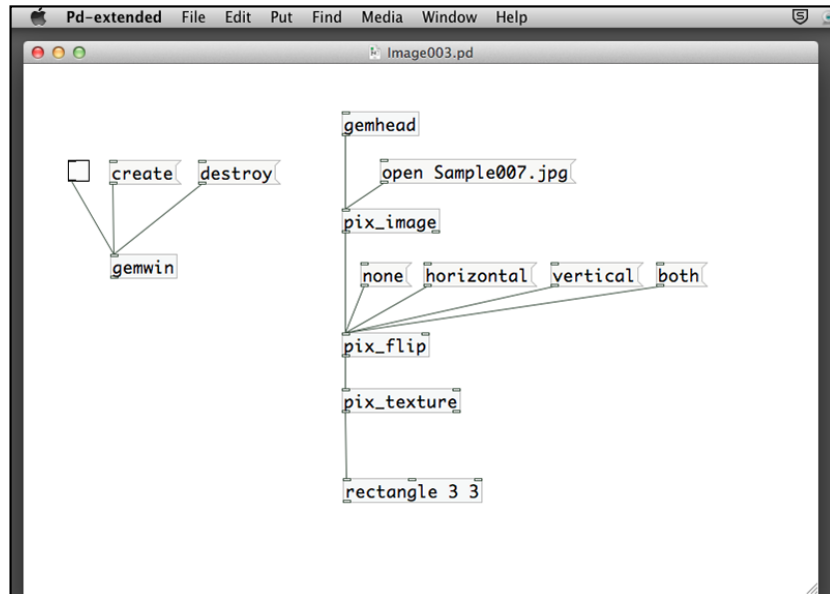 Pd-extended File Edit Put Find Media Window Help
Image003.pd
gemhead
create destroy open Sample007.jpg
pix_image
gemwin none horizontal vertical both
pix_flip
pix_texture
rectangle 3 3